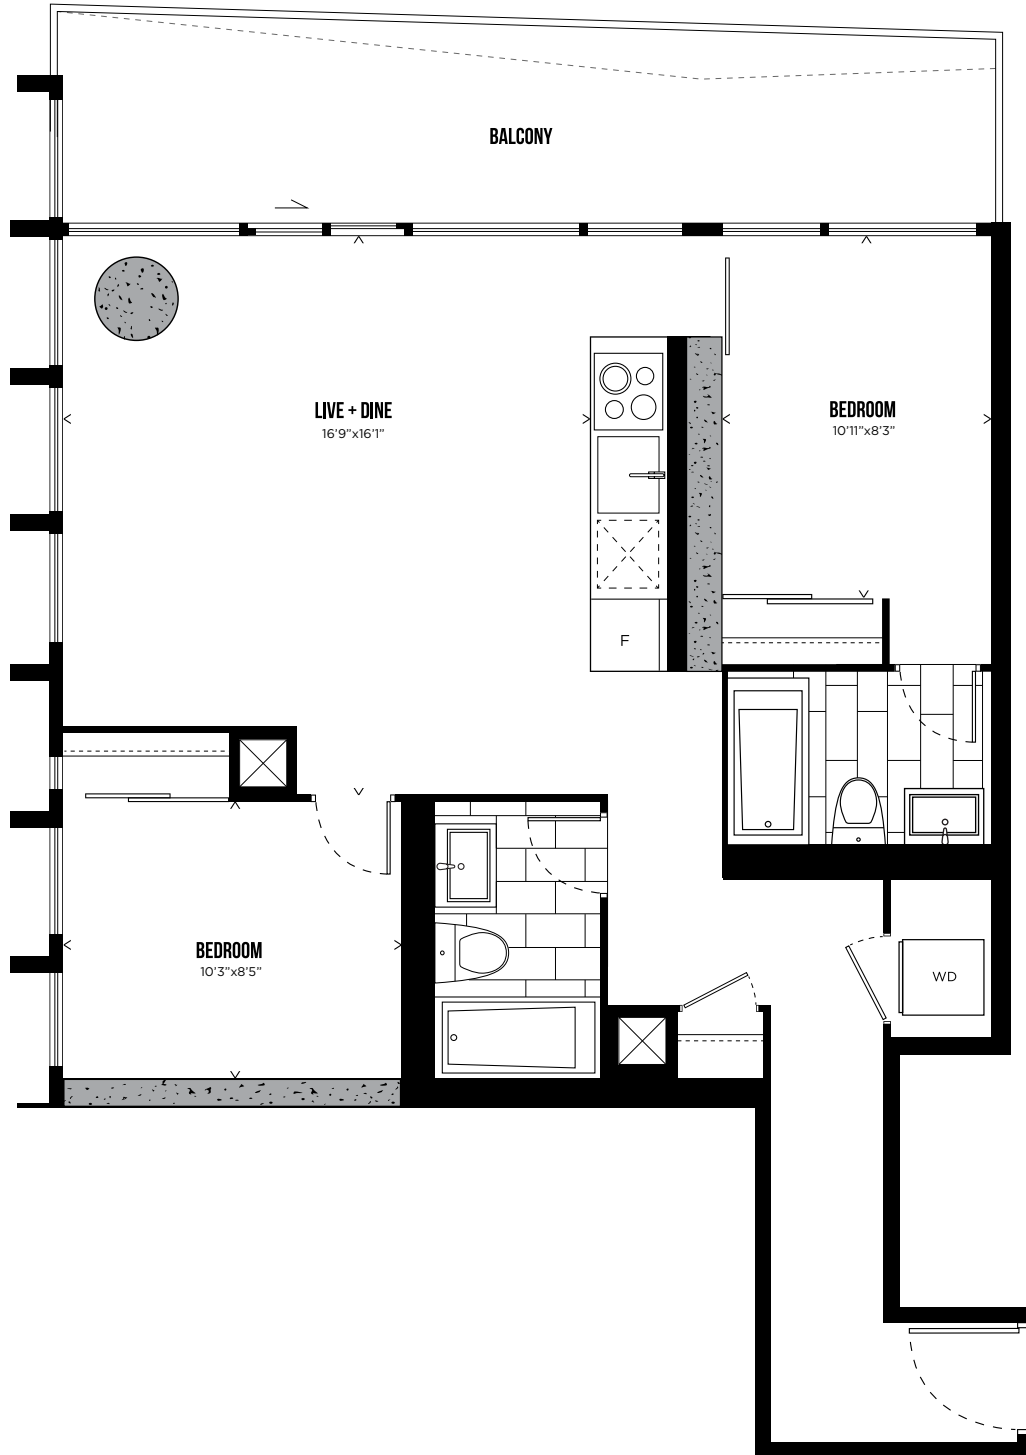 BALCONY
LIVE + DINE
16'9"x16'1"
BEDROOM
10'11"x8'3"
F
BEDROOM
10'3"x8'5"
WD